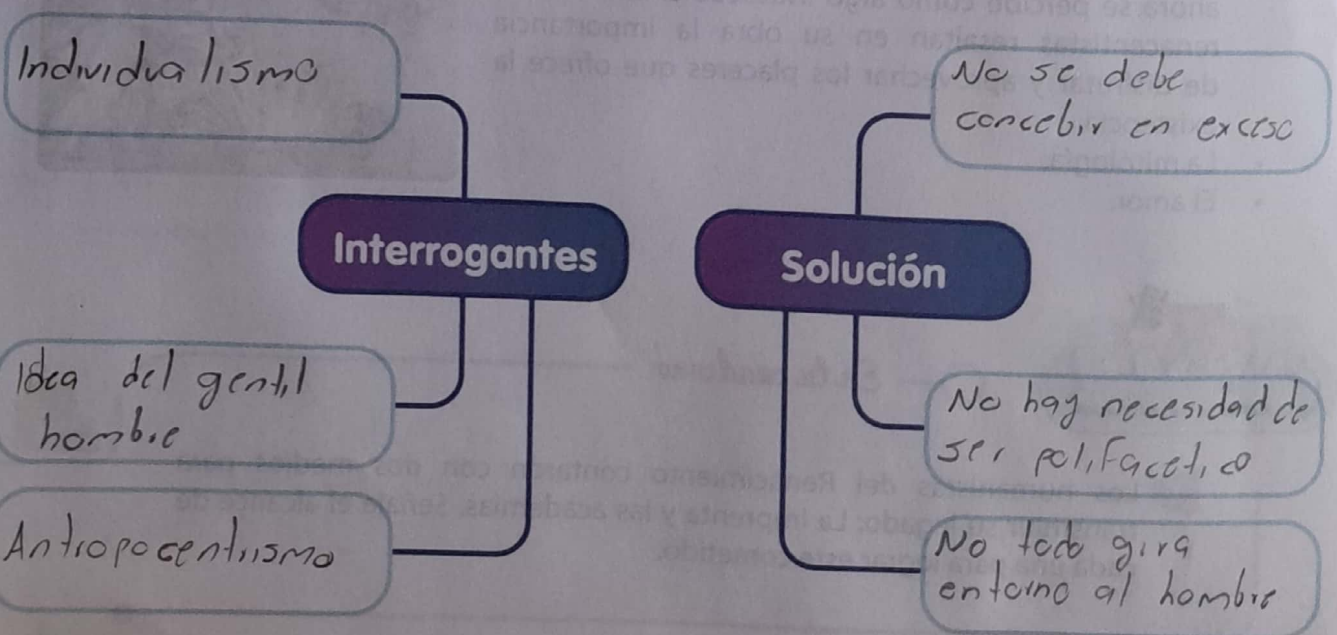 Individualismo
Interrogantes
Idea del gentil
hombre
Antropocentrismo
No se debe
concebir en exceso
Solución
No hay necesidad de
ser polifacetico
No todo gira
entorno al hombre